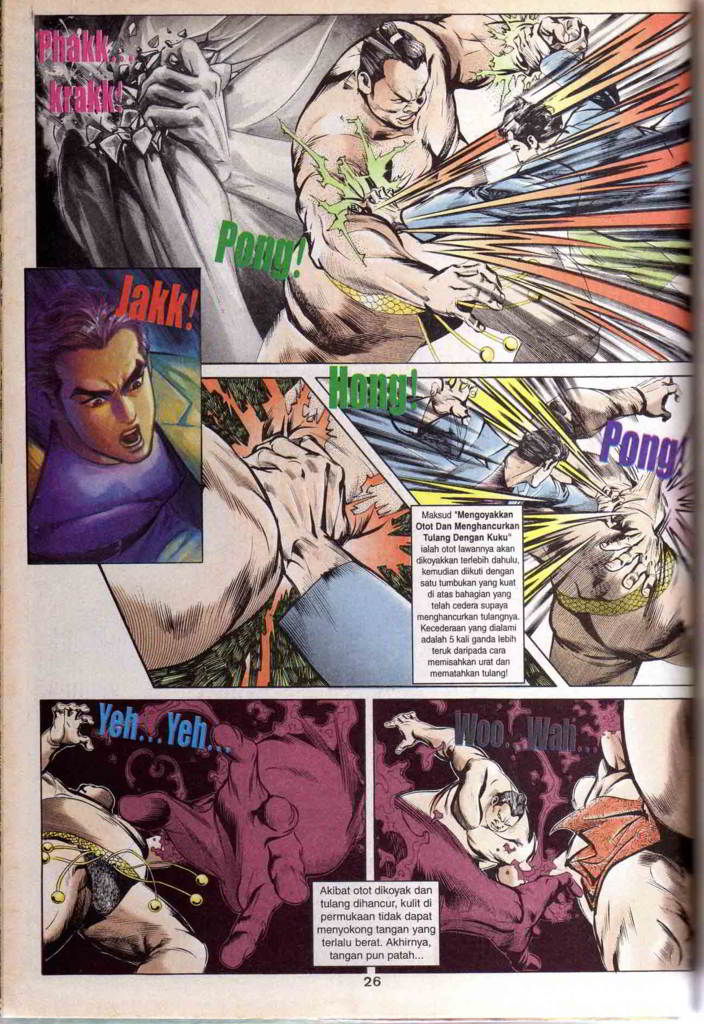 Phakk...
krakk!
Pong!
Jakk!
Hong!
Pong!
Maksud "Mengoyakkan
Otot Dan Menghancurkan
Tulang Dengan Kuku"
ialah otot lawannya akan
dikoyakkan terlebih dahulu,
kemudian diikuti dengan
satu tumbukan yang kuat
di atas bahagian yang
telah cedera supaya
menghancurkan tulangnya.
Kecederaan yang dialami
adalah 5 kali ganda lebih
teruk daripada cara
memisahkan urat dan
mematahkan tulang!
Yeh...Yeh...
Woo...Wah...
Akibat otot dikoyak dan
tulang dihancur, kulit di
permukaan tidak dapat
menyokong tangan yang
terlalu berat. Akhirnya,
tangan pun patah...
26